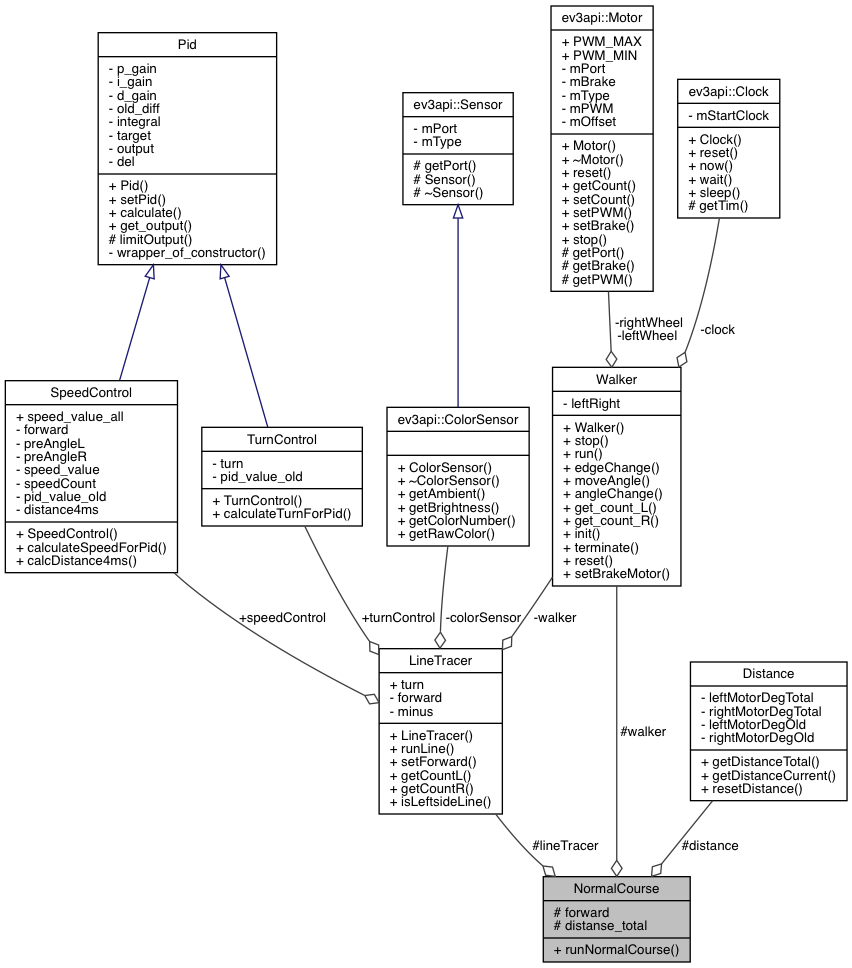 Pid
- p_gain
- i_gain
- d_gain
- old_diff
- integral
- target
- output
- del
+ Pid()
+ setPid()
+ calculate()
+ get_output()
# limitOutput()
- wrapper_of_constructor()
ev3api::Sensor
- mPort
- mType
# getPort()
# Sensor()
# ~Sensor()
ev3api::Motor
+ PWM_MAX
+ PWM_MIN
- mPort
- mBrake
- mType
- mPWM
- mOffset
+ Motor()
+ ~Motor()
+ reset()
+ getCount()
+ setCount()
+ setPWM()
+ setBrake()
+ stop()
# getPort()
# getBrake()
# getPWM()
ev3api::Clock
- mStartClock
+ Clock()
+ reset()
+ now()
+ wait()
+ sleep()
# getTim()
-rightWheel
-leftWheel
-clock
SpeedControl
+ speed_value_all
- forward
- preAngleL
- preAngleR
- speed_value
- speedCount
- pid_value_old
- distance4ms
+ SpeedControl()
+ calculateSpeedForPid()
+ calcDistance4ms()
TurnControl
- turn
- pid_value_old
+ TurnControl()
+ calculateTurnForPid()
ev3api::ColorSensor
+ ColorSensor()
+ ~ColorSensor()
+ getAmbient()
+ getBrightness()
+ getColorNumber()
+ getRawColor()
Walker
- leftRight
+ Walker()
+ stop()
+ run()
+ edgeChange()
+ moveAngle()
+ angleChange()
+ get_count_L()
+ get_count_R()
+ init()
+ terminate()
+ reset()
+ setBrakeMotor()
+speedControl
+turnControl
-colorSensor
-walker
LineTracer
+ turn
- forward
- minus
+ LineTracer()
+ runLine()
+ setForward()
+ getCountL()
+ getCountR()
+ isLeftsideLine()
#walker
Distance
- leftMotorDegTotal
- rightMotorDegTotal
- leftMotorDegOld
- rightMotorDegOld
+ getDistanceTotal()
+ getDistanceCurrent()
+ resetDistance()
#lineTracer
#distance
NormalCourse
# forward
# distanse_total
+ runNormalCourse()